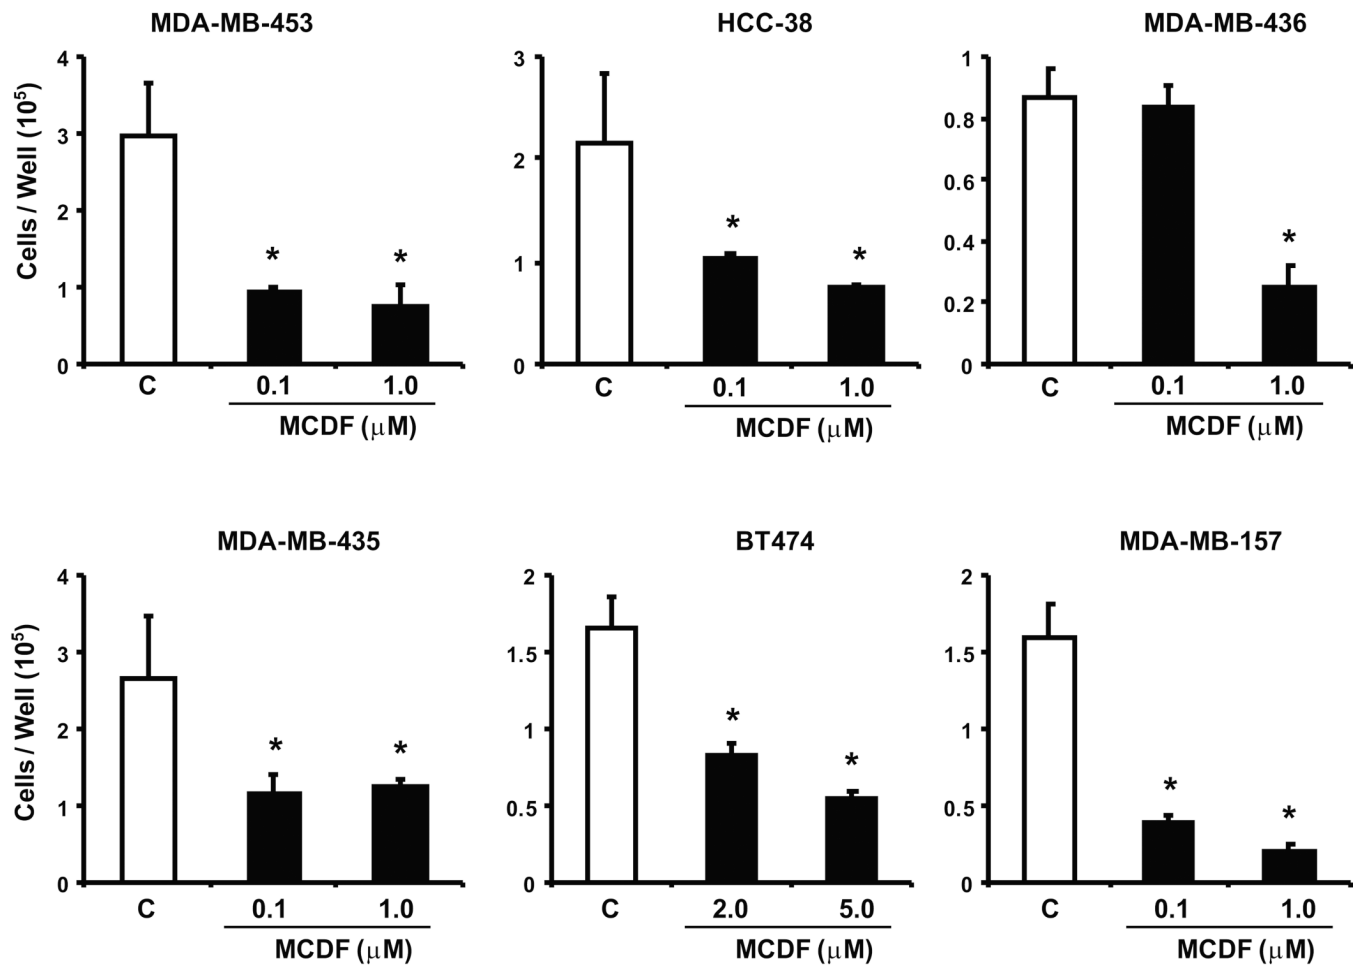 MDA-MB-453
Cells / Well (10⁵)
4
3
2
1
0
C
0.1
1.0
MCDF (μM)
*
*
HCC-38
3
2
1
0
C
0.1
1.0
MCDF (μM)
*
*
MDA-MB-436
1
0.8
0.6
0.4
0.2
0
C
0.1
1.0
MCDF (μM)
*
MDA-MB-435
Cells / Well (10⁵)
4
3
2
1
0
C
0.1
1.0
MCDF (μM)
*
*
BT474
2
1.5
1
0.5
0
C
2.0
5.0
MCDF (μM)
*
*
MDA-MB-157
2
1.5
1
0.5
0
C
0.1
1.0
MCDF (μM)
*
*